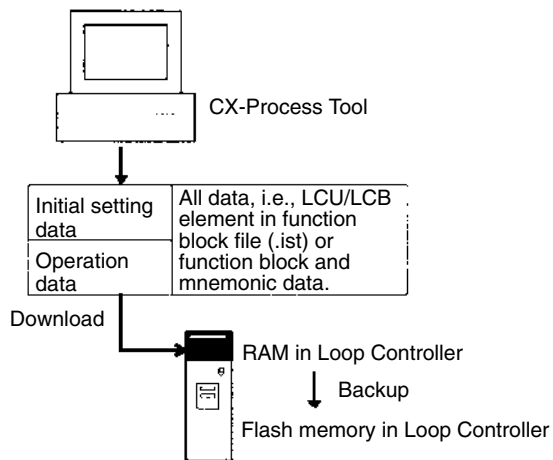 CX-Process Tool
Initial setting
data
All data, i.e., LCU/LCB
element in function
block file (.ist) or
function block and
mnemonic data.
Operation
data
Download
RAM in Loop Controller
Backup
Flash memory in Loop Controller